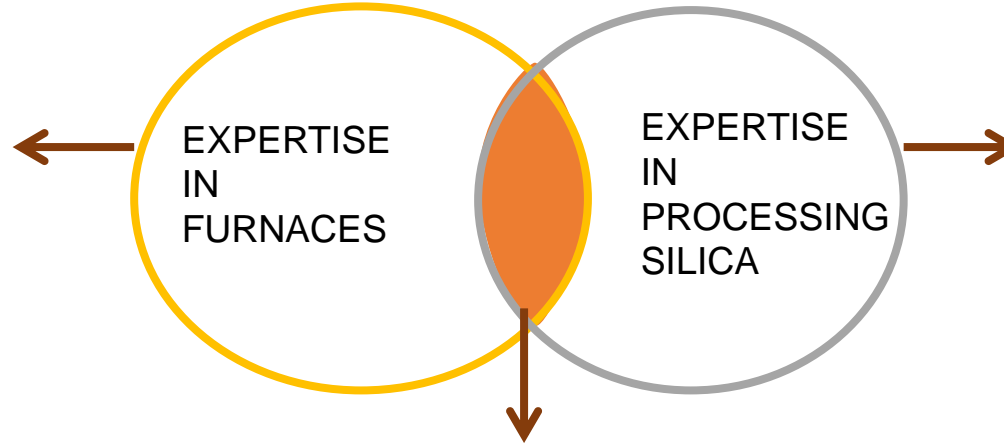 EXPERTISE
IN
FURNACES
EXPERTISE
IN
PROCESSING
SILICA